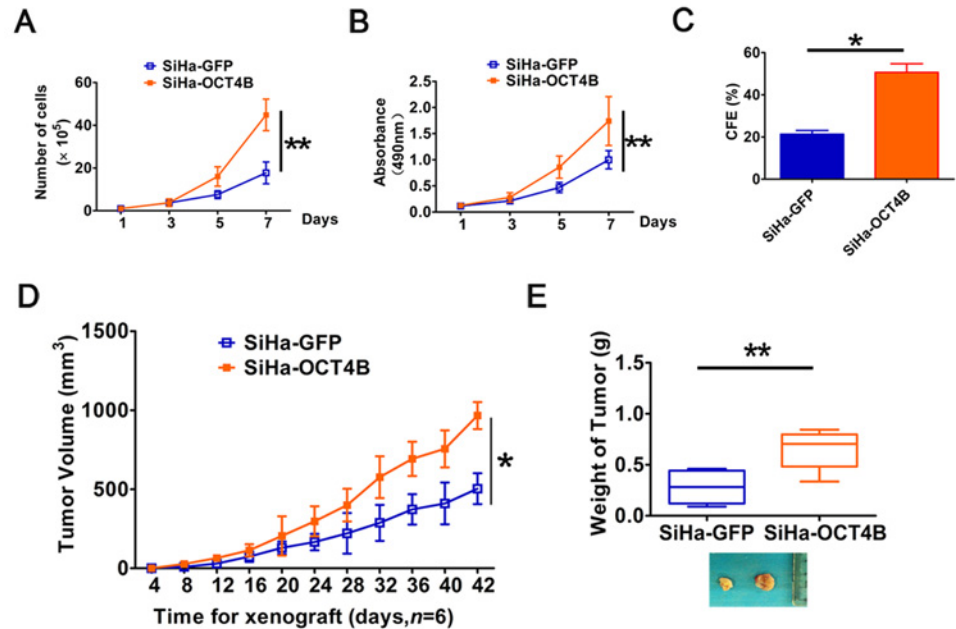 A
SiHa-GFP
SiHa-OCT4B
Number of cells
(× 10⁵)
60
40
20
0
**
1 3 5 7 Days
B
SiHa-GFP
SiHa-OCT4B
Absorbance
(490nm)
2.5
2.0
1.5
1.0
0.5
0.0
**
1 3 5 7 Days
C
*
CFE (%)
60
40
20
0
SiHa-GFP
SiHa-OCT4B
D
SiHa-GFP
SiHa-OCT4B
Tumor Volume (mm³)
1500
1000
500
0
*
4 8 12 16 20 24 28 32 36 40 42
Time for xenograft (days,n=6)
E
**
Weight of Tumor (g)
1.5
1.0
0.5
0.0
SiHa-GFP SiHa-OCT4B